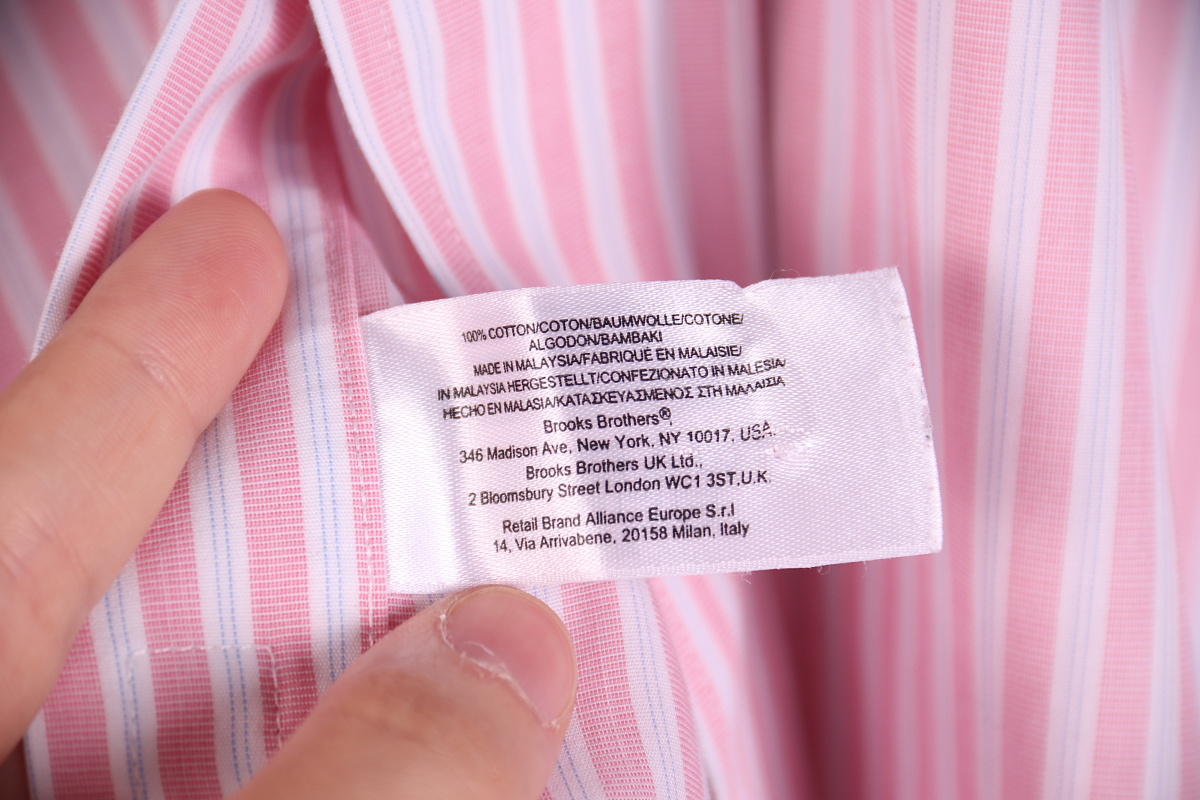 100% COTTON/COTON/BAUMWOLLE/COTONE/
ALGODON/BAMBAKI
MADE IN MALAYSIA/FABRIQUÉ EN MALAISIE/
IN MALAYSIA HERGESTELLT/CONFEZIONATO IN MALESIA/
HECHO EN MALASIA/ΚΑΤΑΣΚΕΥΑΣΜΕΝΟΣ ΣΤΗ ΜΑΛΑΙΣΙΑ
Brooks Brothers®,
346 Madison Ave, New York, NY 10017, USA.
Brooks Brothers UK Ltd.,
2 Bloomsbury Street London WC1 3ST,U.K.
Retail Brand Alliance Europe S.r.l
14, Via Arrivabene, 20158 Milan, Italy